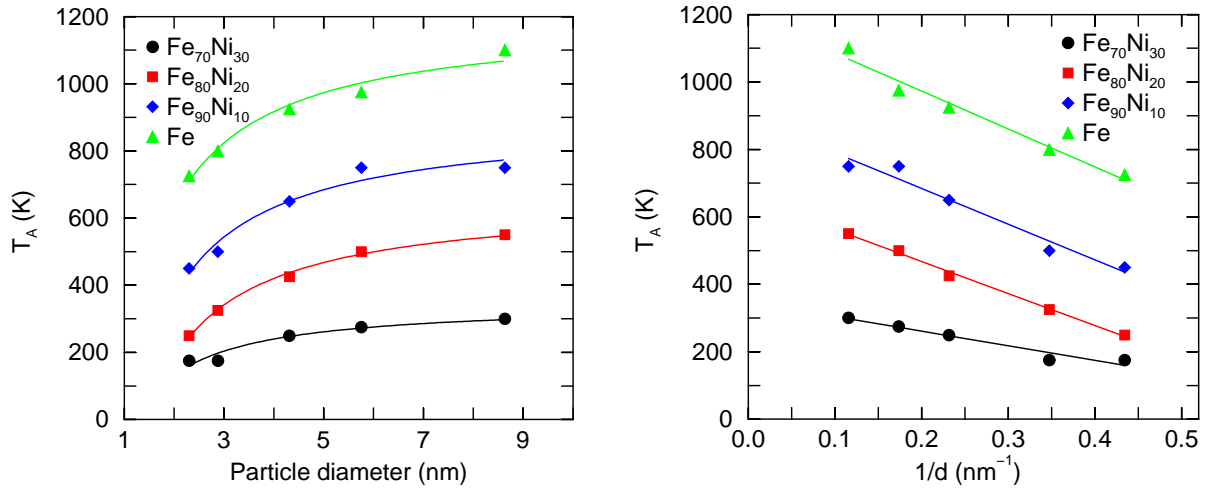 1200
1000
800
600
400
200
0
T_A (K)
Fe₇₀Ni₃₀
Fe₈₀Ni₂₀
Fe₉₀Ni₁₀
Fe
1 3 5 7 9
Particle diameter (nm)
1200
1000
800
600
400
200
0
T_A (K)
Fe₇₀Ni₃₀
Fe₈₀Ni₂₀
Fe₉₀Ni₁₀
Fe
0.0 0.1 0.2 0.3 0.4 0.5
1/d (nm⁻¹)